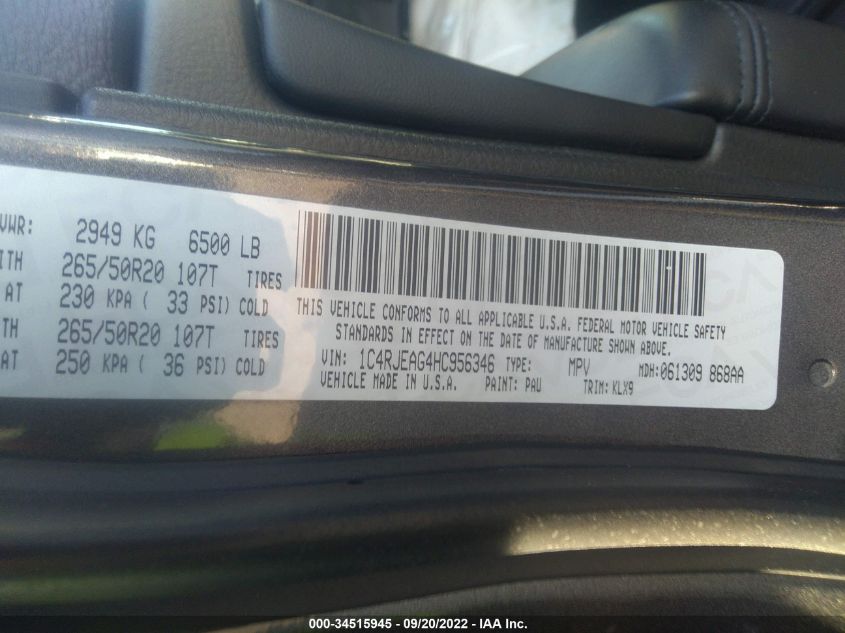 VWR: 2949 KG 6500 LB
ITH 265/50R20 107T TIRES
AT 230 KPA ( 33 PSI) COLD
TH 265/50R20 107T TIRES
AT 250 KPA ( 36 PSI) COLD
THIS VEHICLE CONFORMS TO ALL APPLICABLE U.S.A. FEDERAL MOTOR VEHICLE SAFETY
STANDARDS IN EFFECT ON THE DATE OF MANUFACTURE SHOWN ABOVE.
VIN: 1C4RJEAG4HC956346 TYPE: MPV MDH: 061309 868AA
VEHICLE MADE IN U.S.A. PAINT: PAU TRIM: KLX9
000-34515945 - 09/20/2022 - IAA Inc.